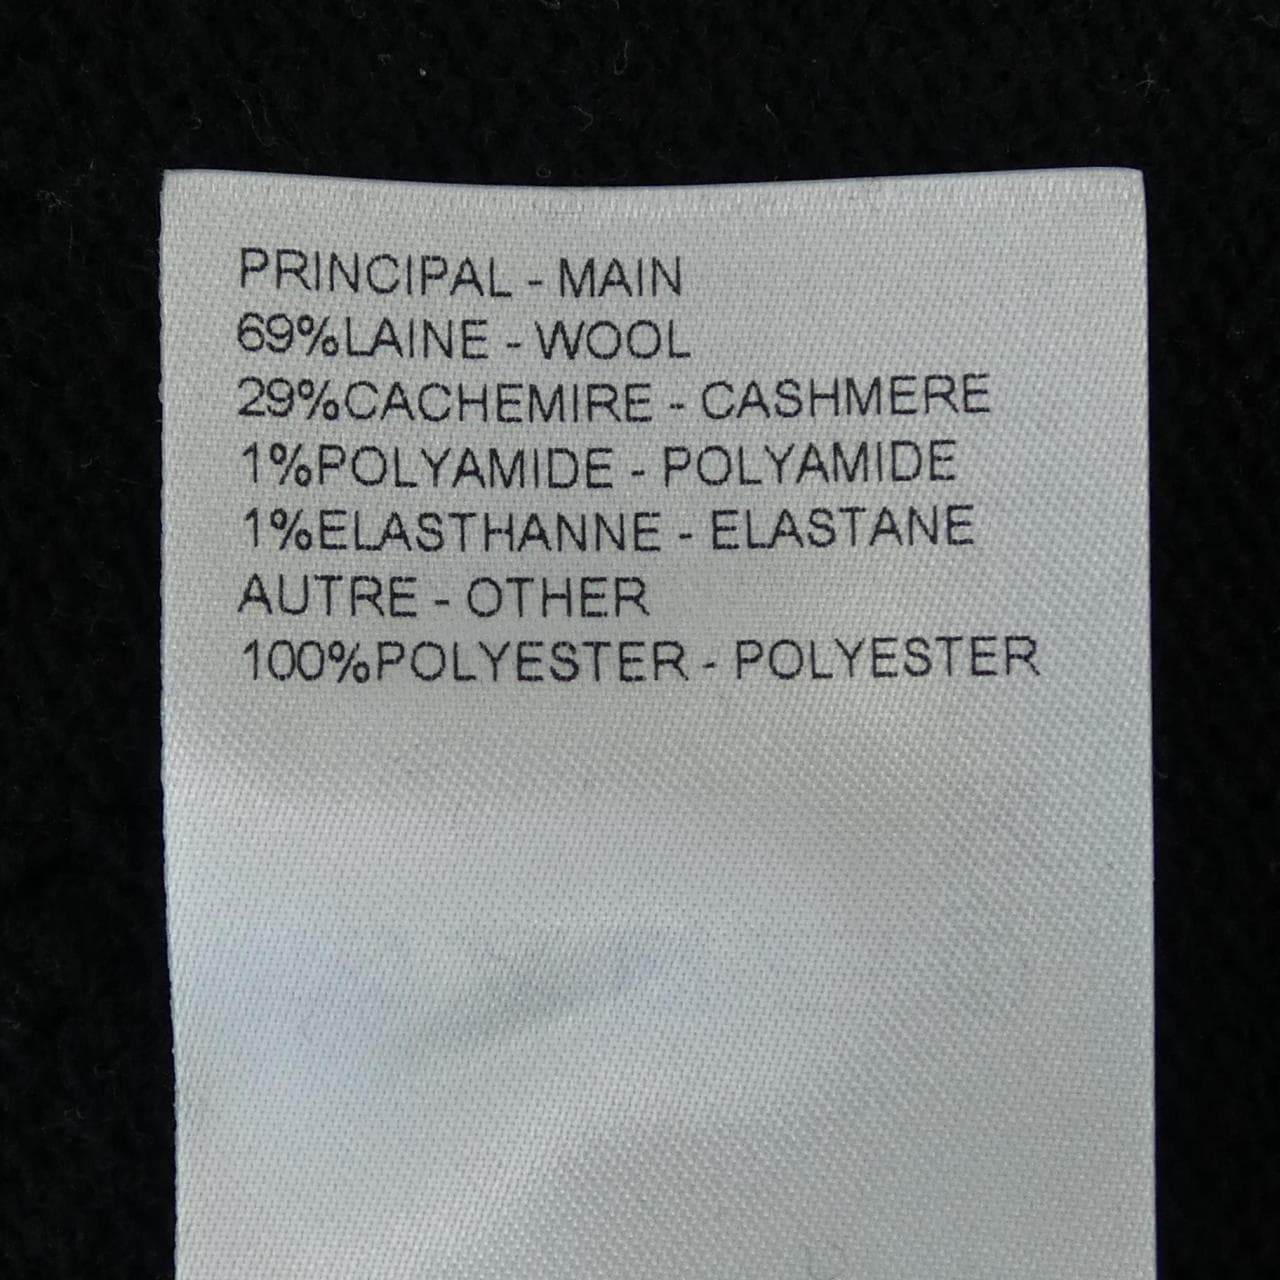 PRINCIPAL - MAIN
69%LAINE - WOOL
29%CACHEMIRE - CASHMERE
1%POLYAMIDE - POLYAMIDE
1%ELASTHANNE - ELASTANE
AUTRE - OTHER
100%POLYESTER - POLYESTER